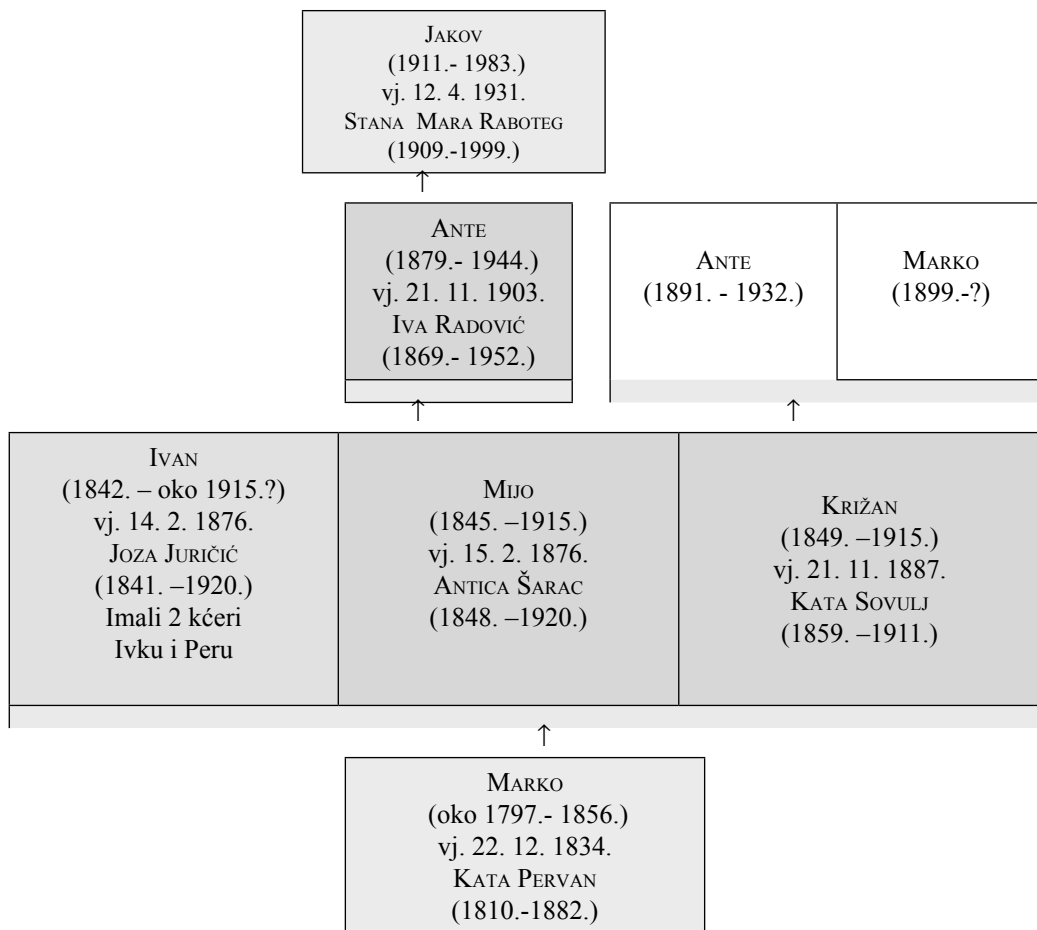 Jakov
(1911.- 1983.)
vj. 12. 4. 1931.
Stana Mara Raboteg
(1909.-1999.)
↑
Ante
(1879.- 1944.)
vj. 21. 11. 1903.
Iva Radović
(1869.- 1952.)
Ante
(1891. - 1932.)
Marko
(1899.-?)
↑
↑
Ivan
(1842. – oko 1915.?)
vj. 14. 2. 1876.
Joza Juričić
(1841. –1920.)
Imali 2 kćeri
Ivku i Peru
Mijo
(1845. –1915.)
vj. 15. 2. 1876.
Antica Šarac
(1848. –1920.)
Križan
(1849. –1915.)
vj. 21. 11. 1887.
Kata Sovulj
(1859. –1911.)
↑
Marko
(oko 1797.- 1856.)
vj. 22. 12. 1834.
Kata Pervan
(1810.-1882.)